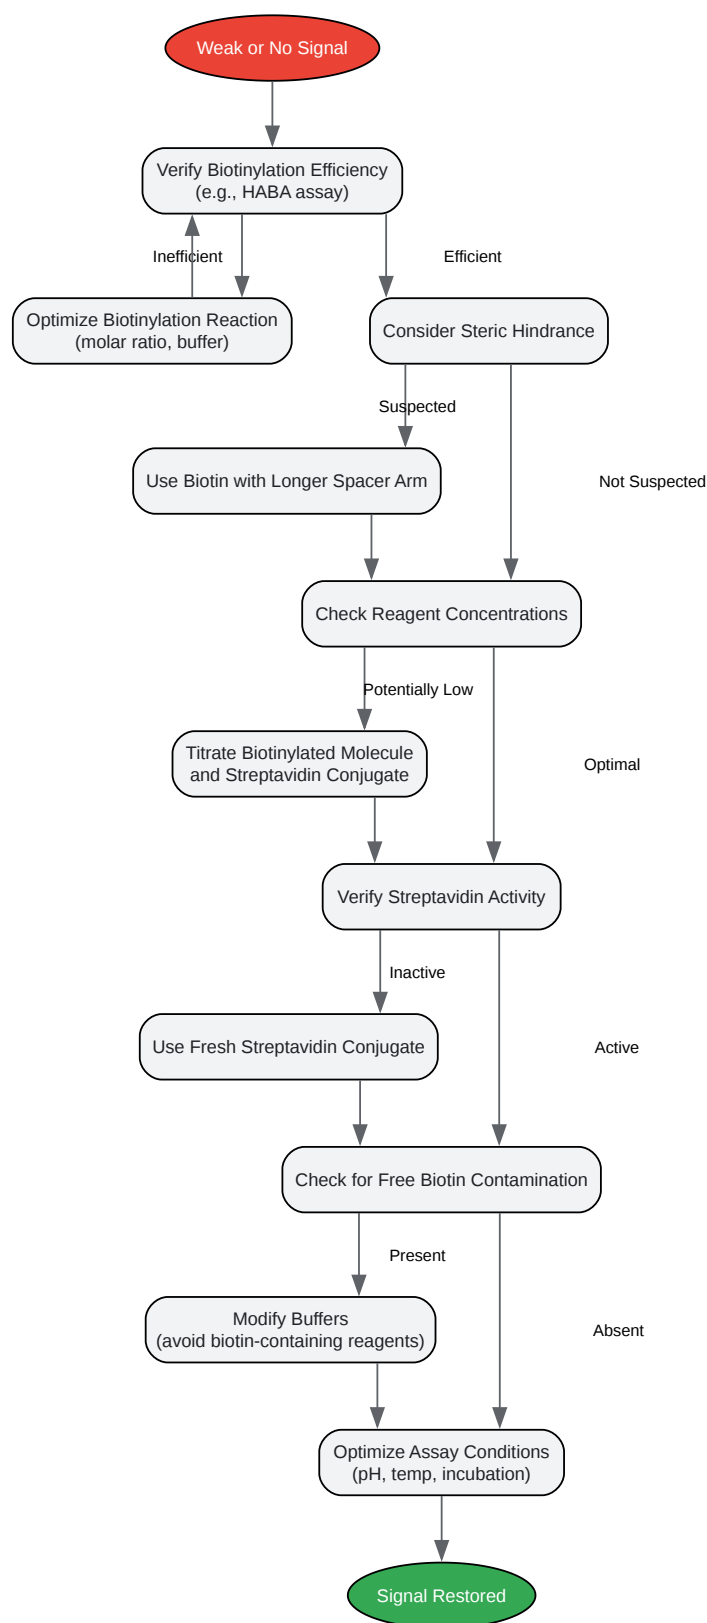 Weak or No Signal
Verify Biotinylation Efficiency
(e.g., HABA assay)
Inefficient
Efficient
Optimize Biotinylation Reaction
(molar ratio, buffer)
Consider Steric Hindrance
Suspected
Use Biotin with Longer Spacer Arm
Not Suspected
Check Reagent Concentrations
Potentially Low
Titrate Biotinylated Molecule
and Streptavidin Conjugate
Optimal
Verify Streptavidin Activity
Inactive
Use Fresh Streptavidin Conjugate
Active
Check for Free Biotin Contamination
Present
Modify Buffers
(avoid biotin-containing reagents)
Absent
Optimize Assay Conditions
(pH, temp, incubation)
Signal Restored